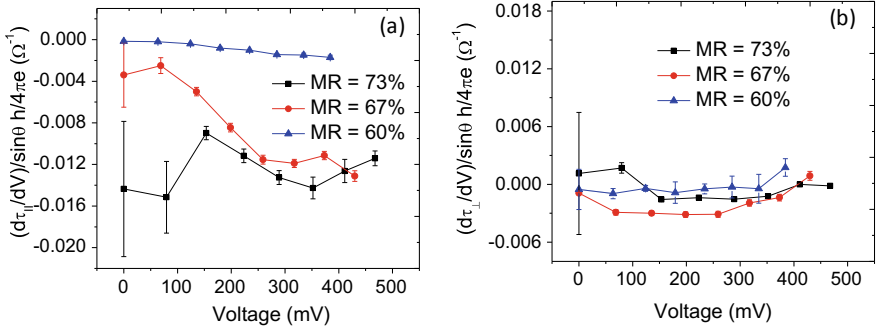 (a)
0.000
-0.004
-0.008
-0.012
-0.016
-0.020
MR = 73%
MR = 67%
MR = 60%
0 100 200 300 400 500
Voltage (mV)
(dτ||/dV)/sinθ h/4πe (Ω⁻¹)
(b)
0.018
0.012
0.006
0.000
-0.006
MR = 73%
MR = 67%
MR = 60%
0 100 200 300 400 500
Voltage (mV)
(dτ⊥/dV)/sinθ h/4πe (Ω⁻¹)